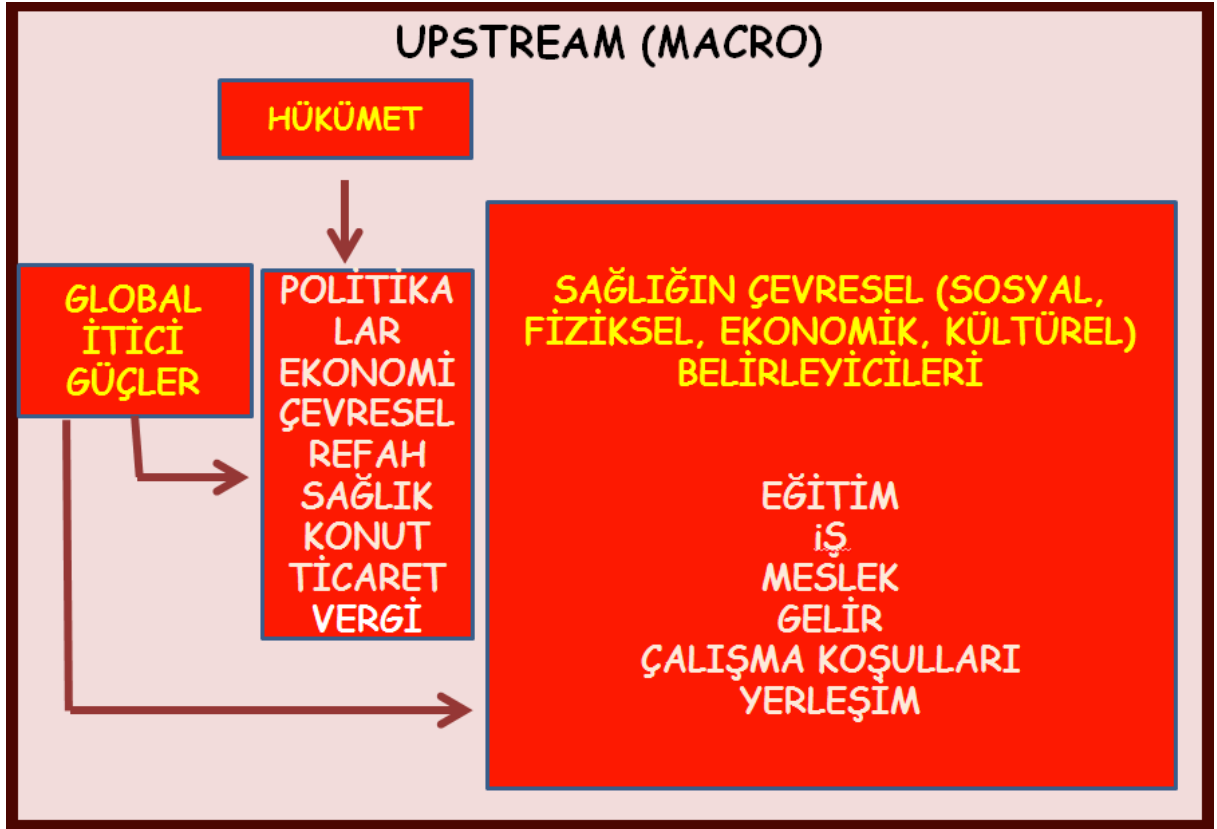 UPSTREAM (MACRO)
HÜKÜMET
GLOBAL
İTİCİ
GÜÇLER
POLİTİKA
LAR
EKONOMİ
ÇEVRESEL
REFAH
SAĞLIK
KONUT
TİCARET
VERGİ
SAĞLIĞIN ÇEVRESEL (SOSYAL,
FİZİKSEL, EKONOMİK, KÜLTÜREL)
BELİRLEYİCİLERİ
EĞİTİM
iŞ
MESLEK
GELİR
ÇALIŞMA KOŞULLARI
YERLEŞİM